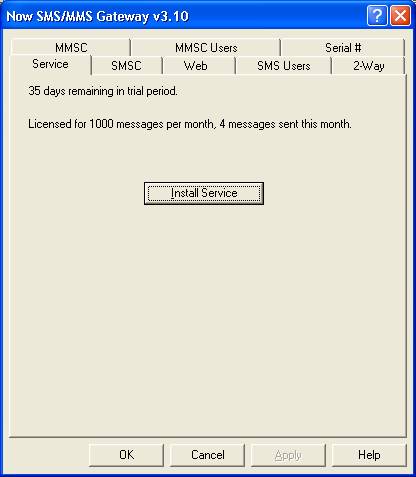 Now SMS/MMS Gateway v3.10
MMSC MMSC Users Serial #
Service SMSC Web SMS Users 2-Way
35 days remaining in trial period.
Licensed for 1000 messages per month, 4 messages sent this month.
Install Service
OK Cancel Apply Help